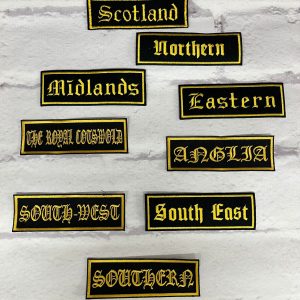 Scotland
Northern
Midlands
Eastern
THE ROYAL COTSWOLD
ANGLIA
SOUTH-WEST
South East
SOUTHERN